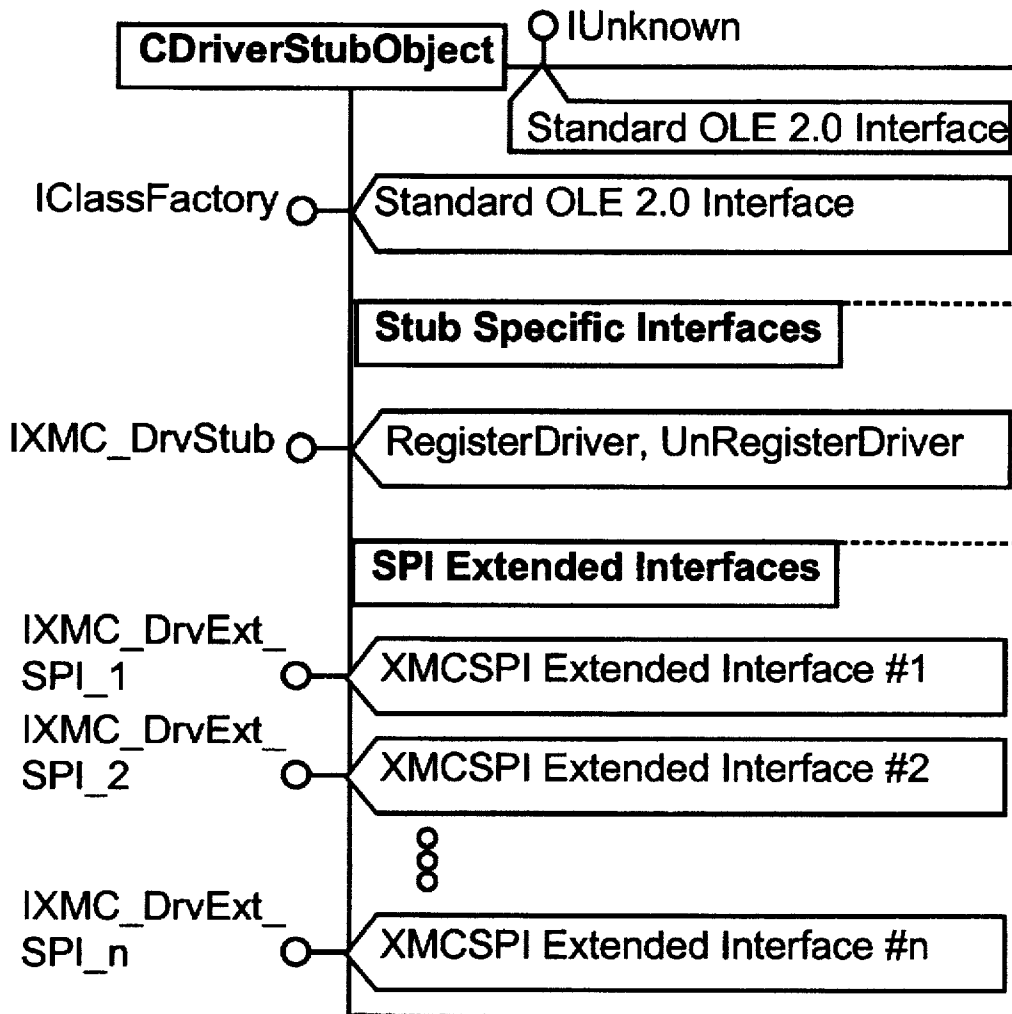 IUnknown
CDriverStubObject
Standard OLE 2.0 Interface
IClassFactory
Standard OLE 2.0 Interface
Stub Specific Interfaces
IXMC_DrvStub
RegisterDriver, UnRegisterDriver
SPI Extended Interfaces
IXMC_DrvExt_
SPI_1
XMCSPI Extended Interface #1
IXMC_DrvExt_
SPI_2
XMCSPI Extended Interface #2
IXMC_DrvExt_
SPI_n
XMCSPI Extended Interface #n